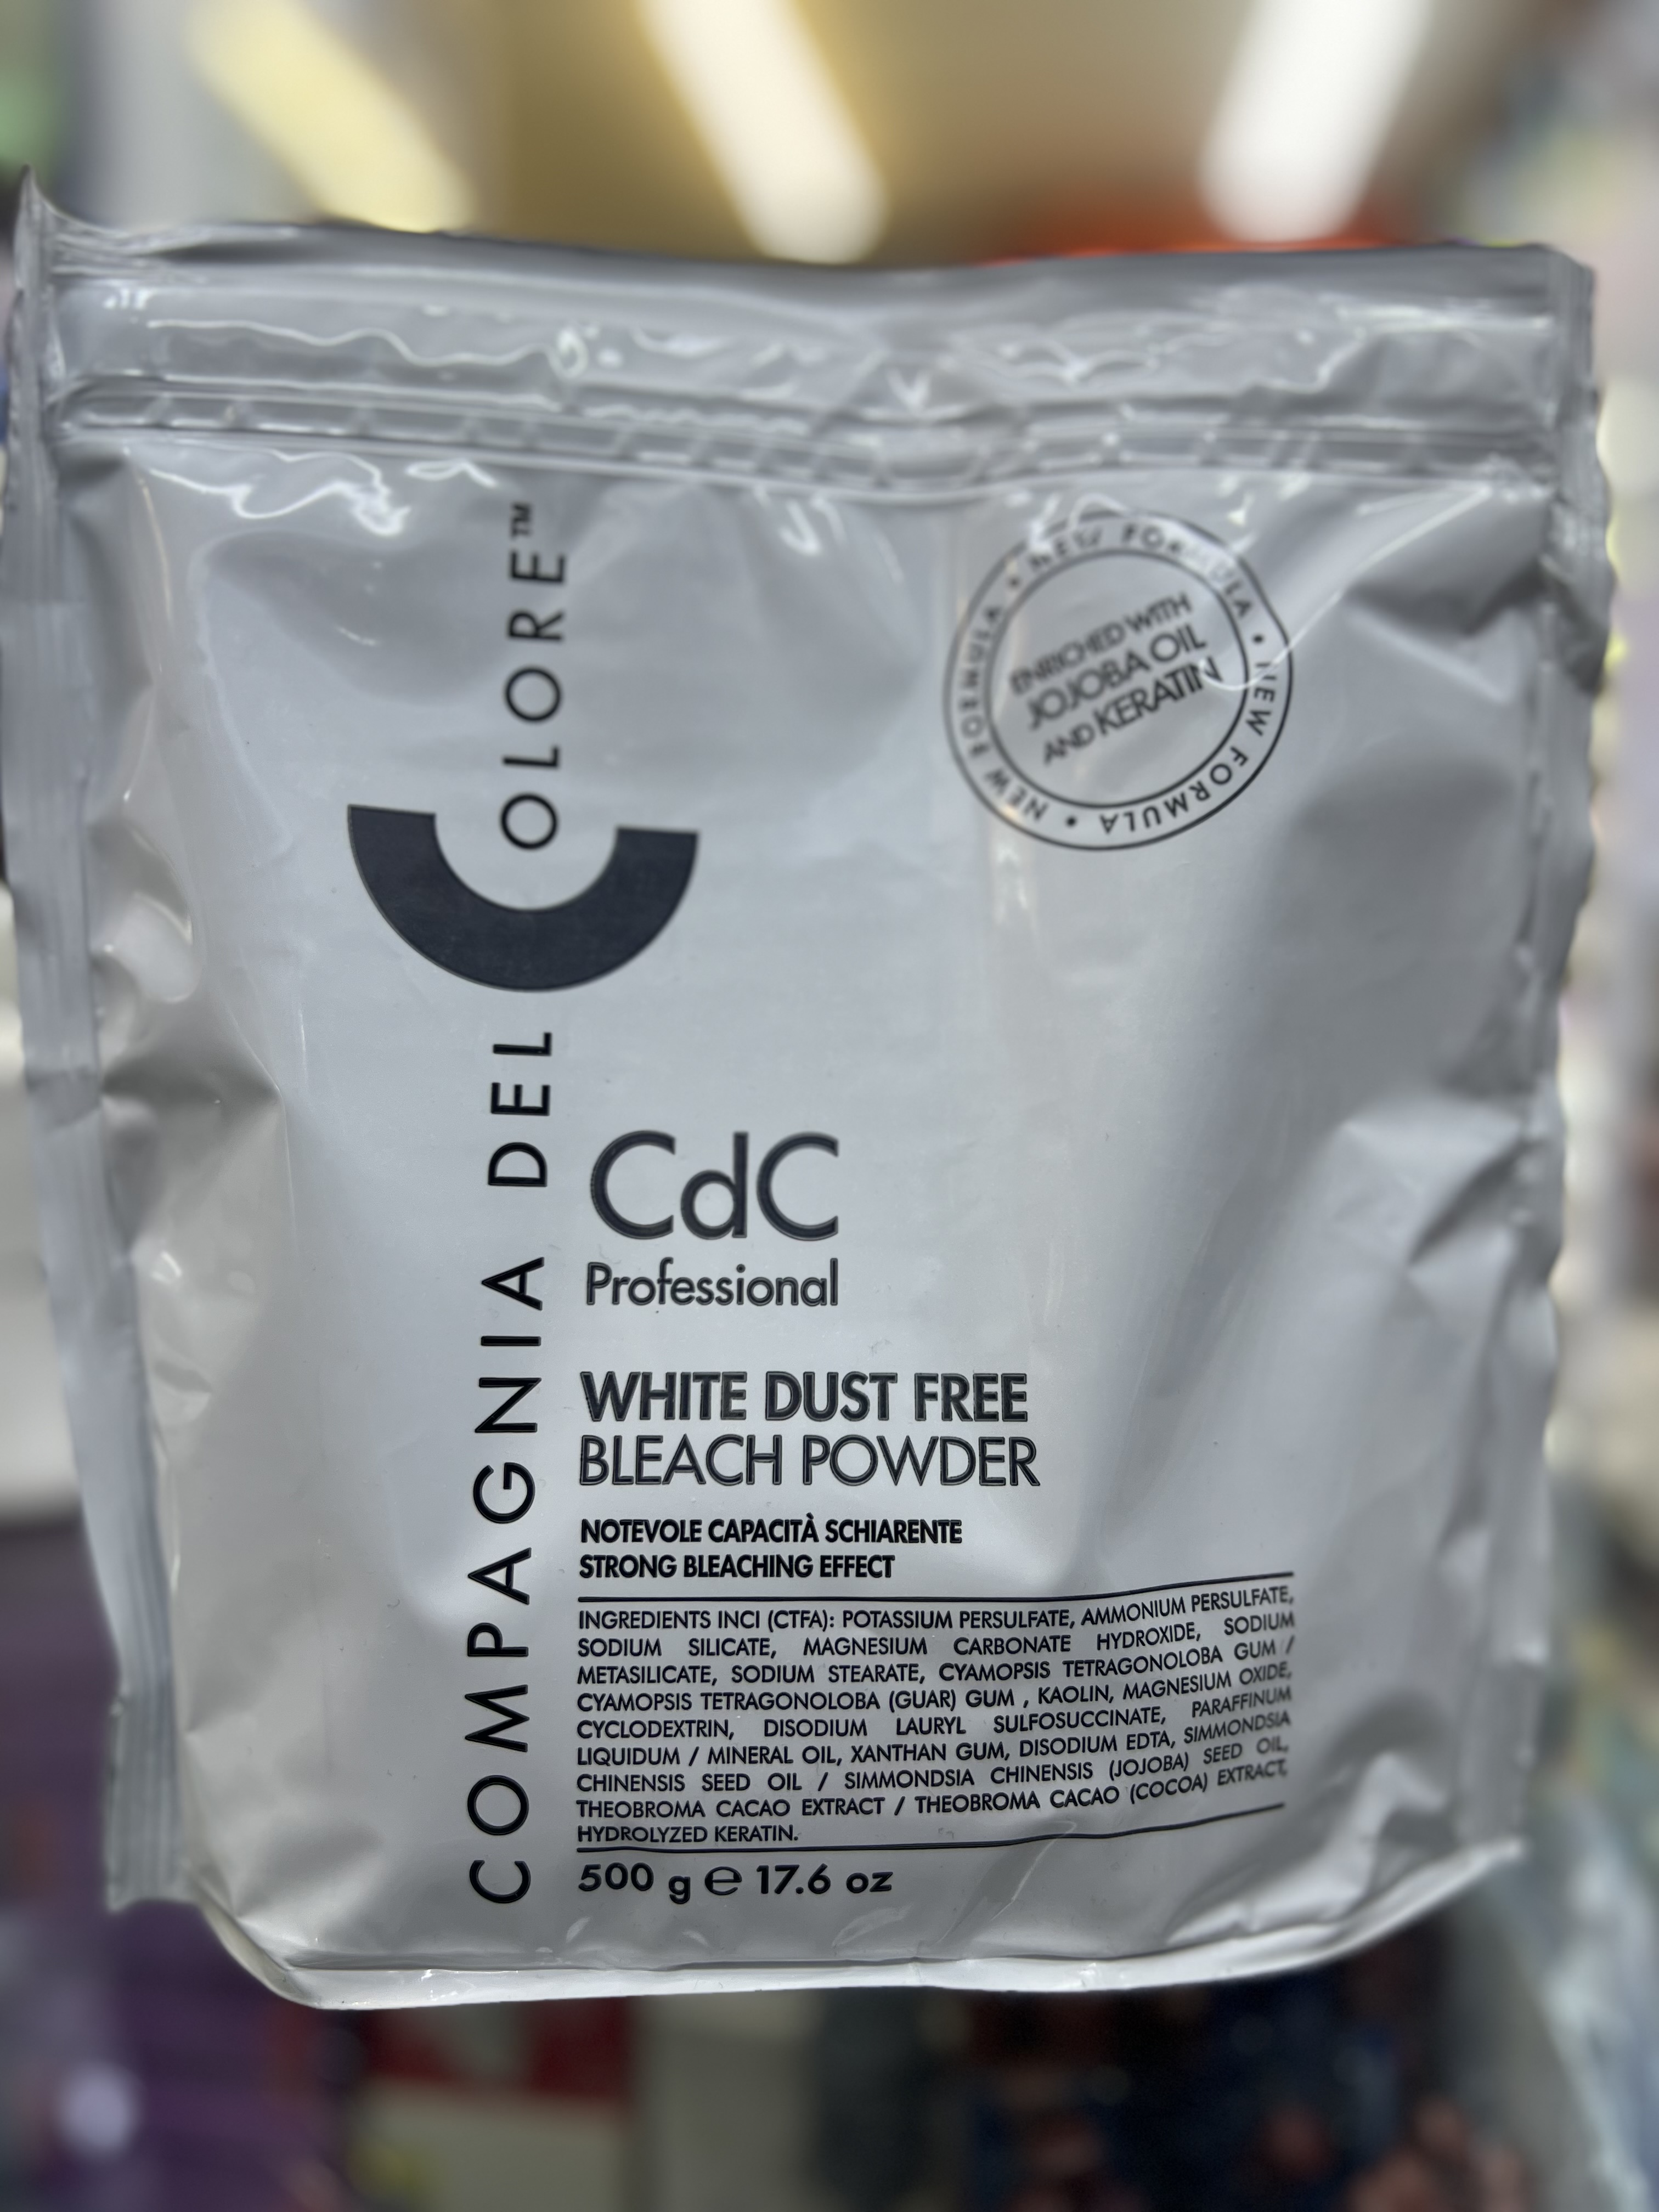 COMPAGNIA DEL COLORE™
• NEW FORMULA • NEW FORMULA • NEW FORMULA
ENRICHED WITH
JOJOBA OIL
AND KERATIN
CdC
Professional
WHITE DUST FREE
BLEACH POWDER
NOTEVOLE CAPACITÀ SCHIARENTE
STRONG BLEACHING EFFECT
INGREDIENTS INCI (CTFA): POTASSIUM PERSULFATE, AMMONIUM PERSULFATE,
SODIUM SILICATE, MAGNESIUM CARBONATE HYDROXIDE, SODIUM
METASILICATE, SODIUM STEARATE, CYAMOPSIS TETRAGONOLOBA GUM /
CYAMOPSIS TETRAGONOLOBA (GUAR) GUM , KAOLIN, MAGNESIUM OXIDE,
CYCLODEXTRIN, DISODIUM LAURYL SULFOSUCCINATE, PARAFFINUM
LIQUIDUM / MINERAL OIL, XANTHAN GUM, DISODIUM EDTA, SIMMONDSIA
CHINENSIS SEED OIL / SIMMONDSIA CHINENSIS (JOJOBA) SEED OIL,
THEOBROMA CACAO EXTRACT / THEOBROMA CACAO (COCOA) EXTRACT,
HYDROLYZED KERATIN.
500 g ℮ 17.6 oz